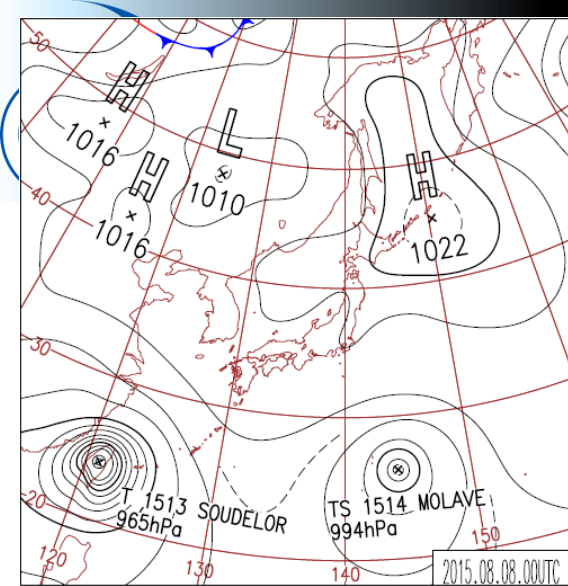 50
H
1016
L
1010
H
1016
H
1022
40
30
20
T 1513 SOUDELOR
965hPa
TS 1514 MOLAVE
994hPa
120
130
140
150
2015.08.08.00UTC